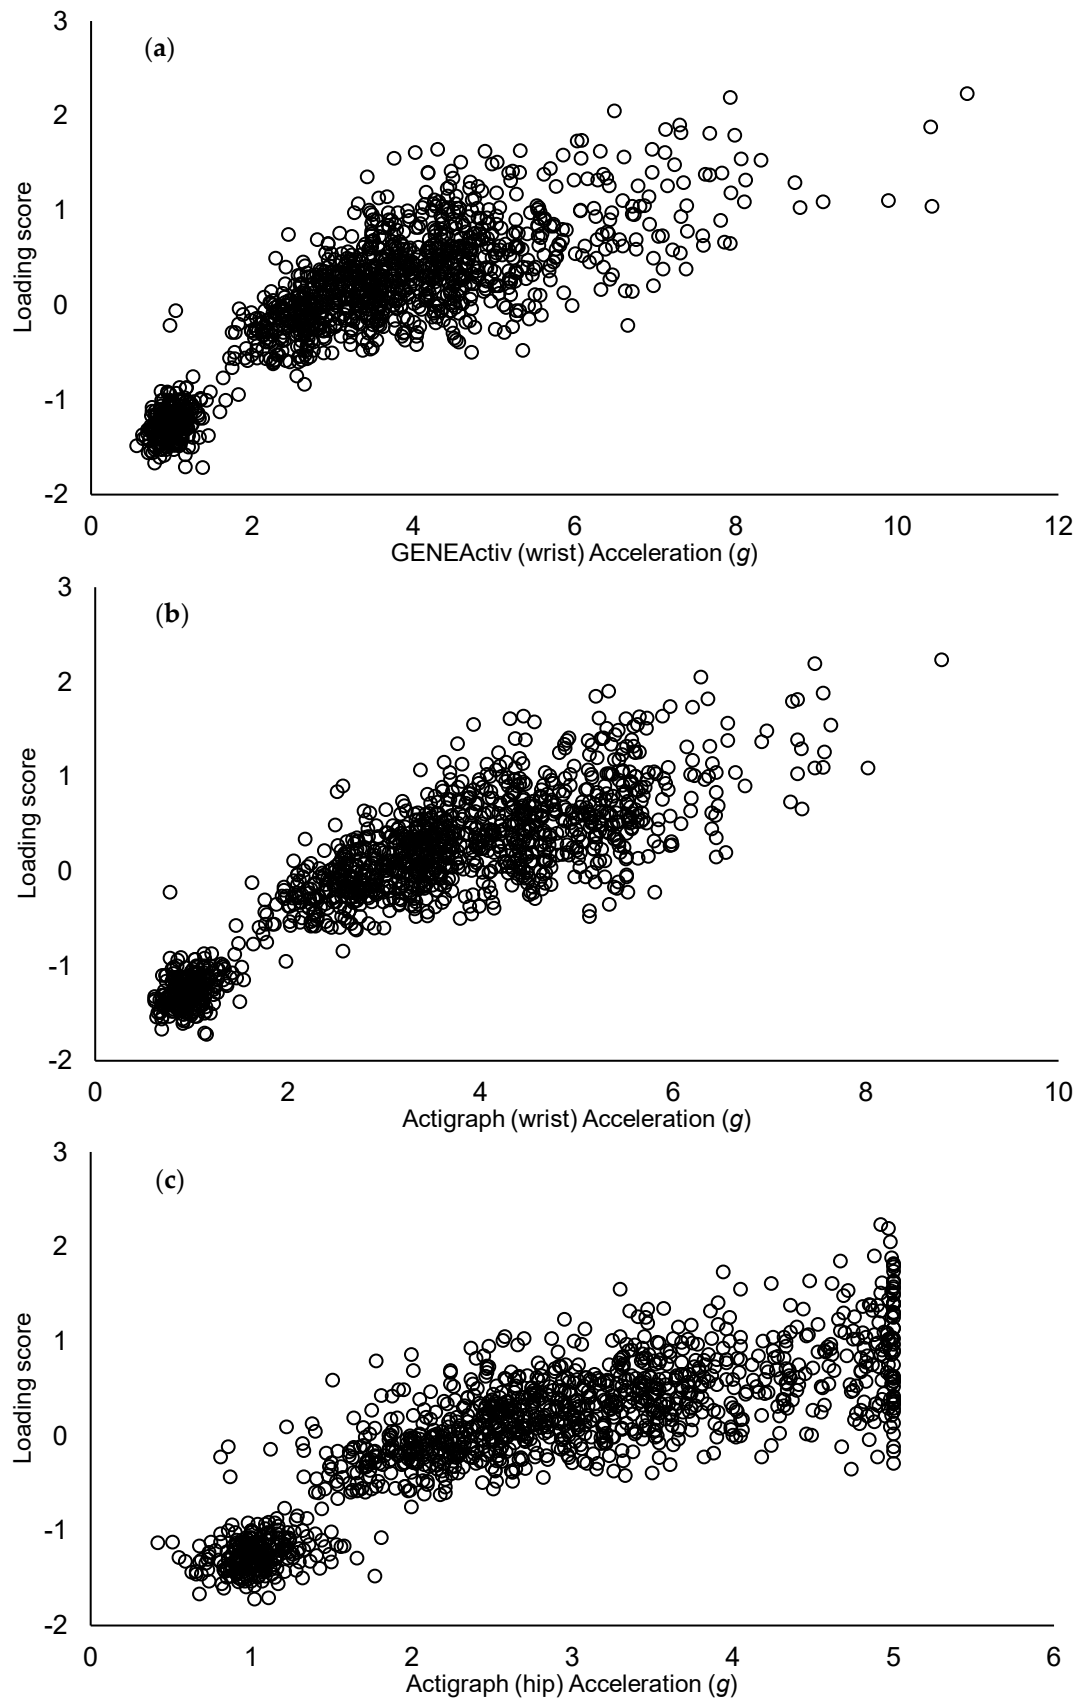 3
(a)
2
1
0
-1
-2
Loading score
0 2 4 6 8 10 12
GENEActiv (wrist) Acceleration (g)
3
(b)
2
1
0
-1
-2
Loading score
0 2 4 6 8 10
Actigraph (wrist) Acceleration (g)
3
(c)
2
1
0
-1
-2
Loading score
0 1 2 3 4 5 6
Actigraph (hip) Acceleration (g)